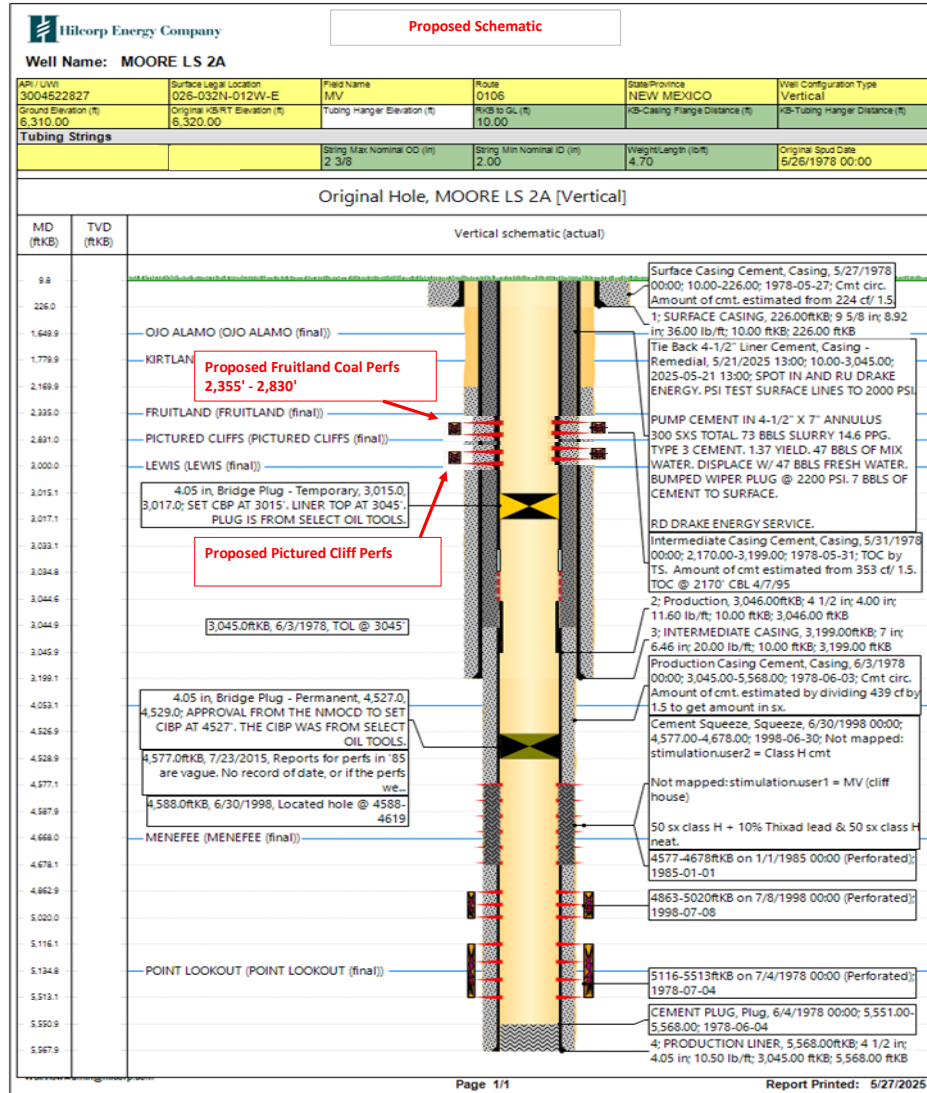 Hilcorp Energy Company
Proposed Schematic
Well Name: MOORE LS 2A
API / UWI
3004522827
Surface Legal Location
026-032N-012W-E
Field Name
MV
Route
0106
State/Province
NEW MEXICO
Well Configuration Type
Vertical
Ground Elevation (ft)
6,310.00
Original KB/RT Elevation (ft)
6,320.00
Tubing Hanger Elevation (ft)
RKB to GL (ft)
10.00
KB-Casing Flange Distance (ft)
KB-Tubing Hanger Distance (ft)
Tubing Strings
String Max Nominal OD (in)
2 3/8
String Min Nominal ID (in)
2.00
Weight/Length (lb/ft)
4.70
Original Spud Date
5/26/1978 00:00
Original Hole, MOORE LS 2A [Vertical]
MD
(ftKB)
TVD
(ftKB)
Vertical schematic (actual)
9.8
226.0
1,649.9
1,779.9
2,169.9
2,335.0
2,831.0
3,000.0
3,015.1
3,017.1
3,033.1
3,034.8
3,044.6
3,044.9
3,045.9
3,199.1
4,053.1
4,526.9
4,528.9
4,577.1
4,587.9
4,668.0
4,678.1
4,862.9
5,020.0
5,116.1
5,134.8
5,513.1
5,550.9
5,567.9
OJO ALAMO (OJO ALAMO (final))
KIRTLAN
Proposed Fruitland Coal Perfs
2,355' - 2,830'
FRUITLAND (FRUITLAND (final))
PICTURED CLIFFS (PICTURED CLIFFS (final))
LEWIS (LEWIS (final))
4.05 in, Bridge Plug - Temporary, 3,015.0,
3,017.0; SET CBP AT 3015'. LINER TOP AT 3045'.
PLUG IS FROM SELECT OIL TOOLS.
Proposed Pictured Cliff Perfs
3,045.0ftKB, 6/3/1978, TOL @ 3045'
4.05 in, Bridge Plug - Permanent, 4,527.0,
4,529.0; APPROVAL FROM THE NMOCD TO SET
CIBP AT 4527'. THE CIBP WAS FROM SELECT
OIL TOOLS.
4,577.0ftKB, 7/23/2015, Reports for perfs in '85
are vague. No record of date, or if the perfs
we...
4,588.0ftKB, 6/30/1998, Located hole @ 4588-
4619
MENEFEE (MENEFEE (final))
POINT LOOKOUT (POINT LOOKOUT (final))
Surface Casing Cement, Casing, 5/27/1978
00:00; 10.00-226.00; 1978-05-27; Cmt circ.
Amount of cmt. estimated from 224 cf/ 1.5.
1; SURFACE CASING, 226.00ftKB; 9 5/8 in; 8.92
in; 36.00 lb/ft; 10.00 ftKB; 226.00 ftKB
Tie Back 4-1/2" Liner Cement, Casing -
Remedial, 5/21/2025 13:00; 10.00-3,045.00;
2025-05-21 13:00; SPOT IN AND RU DRAKE
ENERGY. PSI TEST SURFACE LINES TO 2000 PSI.
PUMP CEMENT IN 4-1/2" X 7" ANNULUS
300 SXS TOTAL. 73 BBLS SLURRY 14.6 PPG.
TYPE 3 CEMENT. 1.37 YIELD. 47 BBLS OF MIX
WATER. DISPLACE W/ 47 BBLS FRESH WATER.
BUMPED WIPER PLUG @ 2200 PSI. 7 BBLS OF
CEMENT TO SURFACE.
RD DRAKE ENERGY SERVICE.
Intermediate Casing Cement, Casing, 5/31/1978
00:00; 2,170.00-3,199.00; 1978-05-31; TOC by
TS. Amount of cmt estimated from 353 cf/ 1.5.
TOC @ 2170' CBL 4/7/95
2; Production, 3,046.00ftKB; 4 1/2 in; 4.00 in;
11.60 lb/ft; 10.00 ftKB; 3,046.00 ftKB
3; INTERMEDIATE CASING, 3,199.00ftKB; 7 in;
6.46 in; 20.00 lb/ft; 10.00 ftKB; 3,199.00 ftKB
Production Casing Cement, Casing, 6/3/1978
00:00; 3,045.00-5,568.00; 1978-06-03; Cmt circ.
Amount of cmt. estimated by dividing 439 cf by
1.5 to get amount in sx.
Cement Squeeze, Squeeze, 6/30/1998 00:00;
4,577.00-4,678.00; 1998-06-30; Not mapped:
stimulation.user2 = Class H cmt
Not mapped: stimulation.user1 = MV (cliff
house)
50 sx class H + 10% Thixad lead & 50 sx class H
neat.
4577-4678ftKB on 1/1/1985 00:00 (Perforated);
1985-01-01
4863-5020ftKB on 7/8/1998 00:00 (Perforated);
1998-07-08
5116-5513ftKB on 7/4/1978 00:00 (Perforated);
1978-07-04
CEMENT PLUG, Plug, 6/4/1978 00:00; 5,551.00-
5,568.00; 1978-06-04
4; PRODUCTION LINER, 5,568.00ftKB; 4 1/2 in;
4.05 in; 10.50 lb/ft; 3,045.00 ftKB; 5,568.00 ftKB
Page 1/1
Report Printed: 5/27/2025